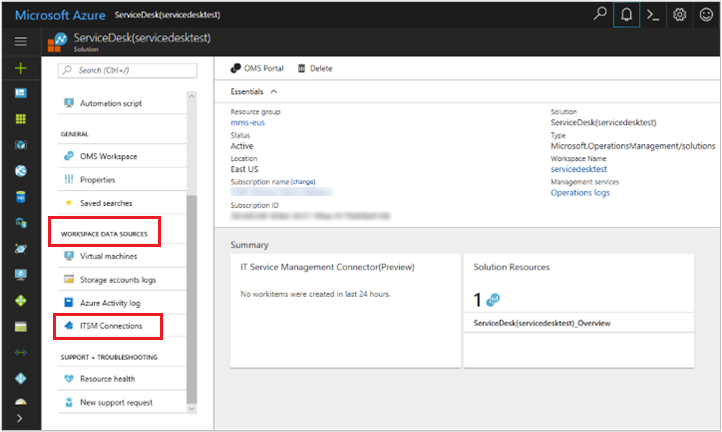 Microsoft Azure ServiceDesk(servicedesktest)
ServiceDesk(servicedesktest)
Solution
Search (Ctrl+/)
Automation script
GENERAL
OMS Workspace
Properties
Saved searches
WORKSPACE DATA SOURCES
Virtual machines
Storage accounts logs
Azure Activity log
ITSM Connections
SUPPORT + TROUBLESHOOTING
Resource health
New support request
OMS Portal Delete
Essentials
Resource group
mms-eus
Status
Active
Location
East US
Subscription name (change)
Subscription ID
Solution
ServiceDesk(servicedesktest)
Type
Microsoft.OperationsManagement/solutions
Workspace Name
servicedesktest
Management services
Operations logs
Summary
IT Service Management Connector(Preview)
No workitems were created in last 24 hours.
Solution Resources
1
ServiceDesk(servicedesktest)_Overview